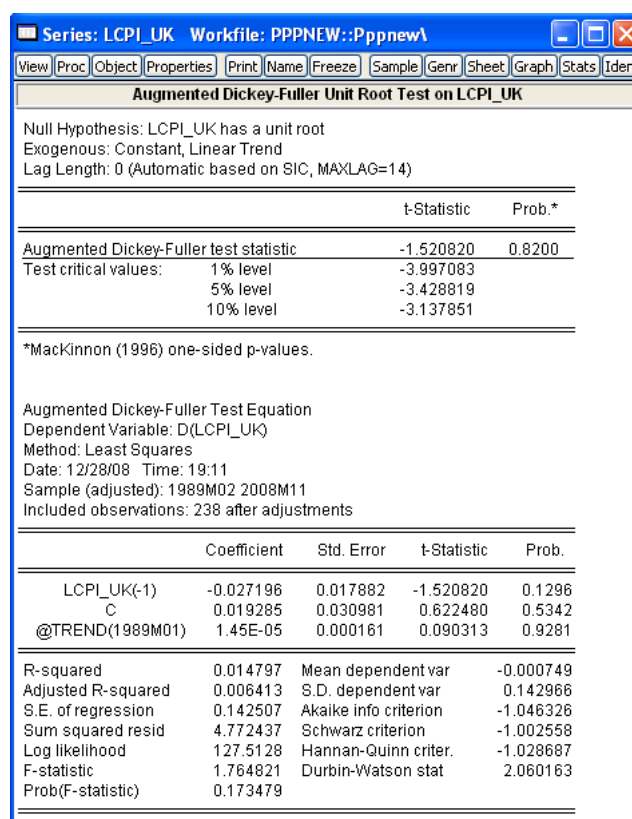 Series: LCPI_UK Workfile: PPPNEW::Pppnew\
View Proc Object Properties Print Name Freeze Sample Genr Sheet Graph Stats Iden
Augmented Dickey-Fuller Unit Root Test on LCPI_UK
Null Hypothesis: LCPI_UK has a unit root
Exogenous: Constant, Linear Trend
Lag Length: 0 (Automatic based on SIC, MAXLAG=14)
t-Statistic Prob.*
Augmented Dickey-Fuller test statistic -1.520820 0.8200
Test critical values: 1% level -3.997083
5% level -3.428819
10% level -3.137851
*MacKinnon (1996) one-sided p-values.
Augmented Dickey-Fuller Test Equation
Dependent Variable: D(LCPI_UK)
Method: Least Squares
Date: 12/28/08 Time: 19:11
Sample (adjusted): 1989M02 2008M11
Included observations: 238 after adjustments
Coefficient Std. Error t-Statistic Prob.
LCPI_UK(-1) -0.027196 0.017882 -1.520820 0.1296
C 0.019285 0.030981 0.622480 0.5342
@TREND(1989M01) 1.45E-05 0.000161 0.090313 0.9281
R-squared 0.014797 Mean dependent var -0.000749
Adjusted R-squared 0.006413 S.D. dependent var 0.142966
S.E. of regression 0.142507 Akaike info criterion -1.046326
Sum squared resid 4.772437 Schwarz criterion -1.002558
Log likelihood 127.5128 Hannan-Quinn criter. -1.028687
F-statistic 1.764821 Durbin-Watson stat 2.060163
Prob(F-statistic) 0.173479